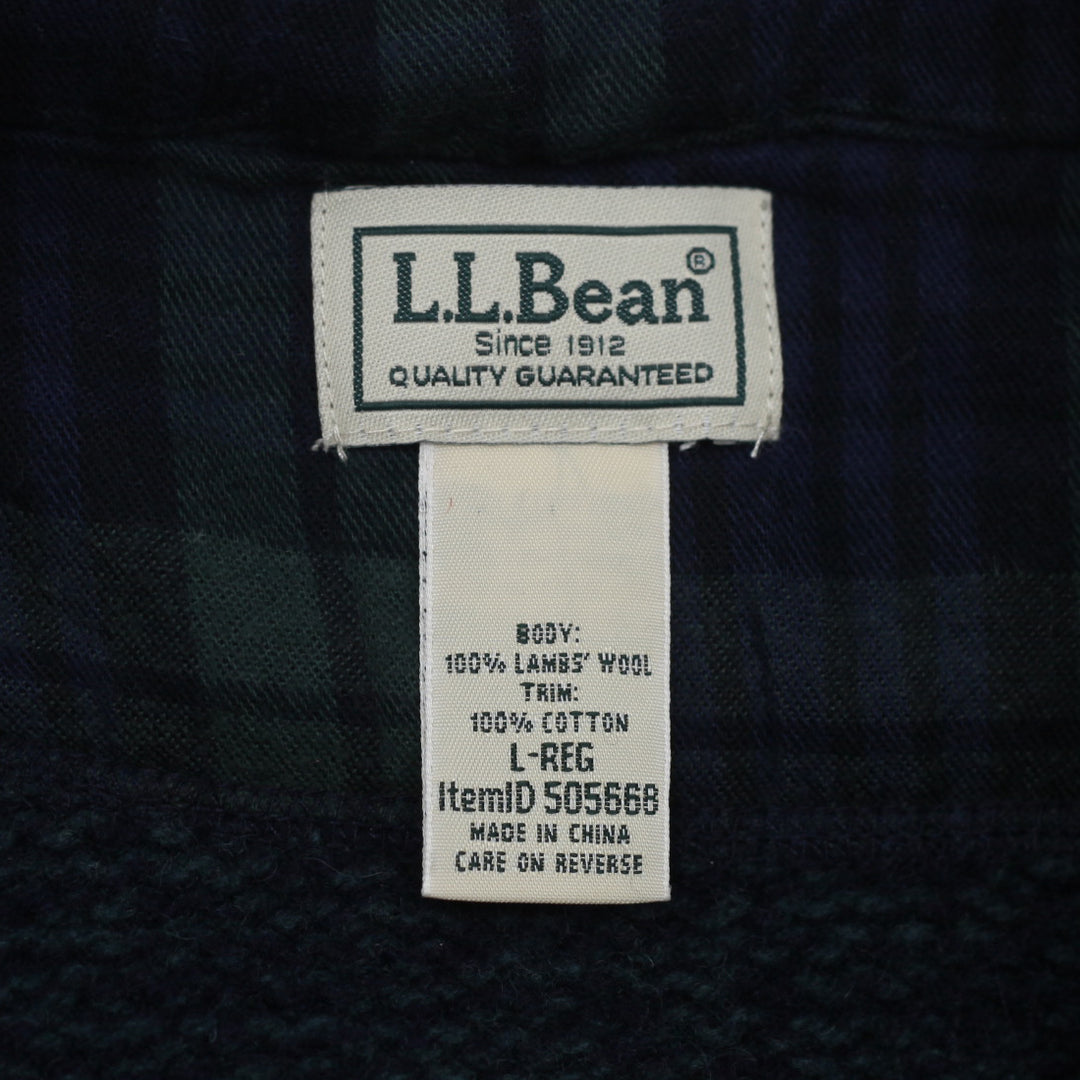 L.L.Bean®
Since 1912
QUALITY GUARANTEED
BODY:
100% LAMBS' WOOL
TRIM:
100% COTTON
L-REG
ItemID 505668
MADE IN CHINA
CARE ON REVERSE